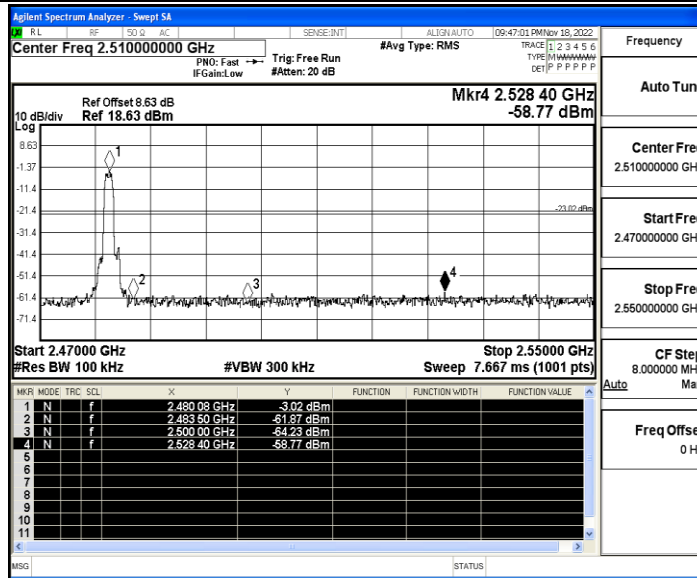 Agilent Spectrum Analyzer - Swept SA
RL RF 50 Ω AC SENSE:INT ALIGN AUTO 09:47:01 PM Nov 18, 2022
Center Freq 2.510000000 GHz
#Avg Type: RMS
TRACE 1 2 3 4 5 6
TYPE M
DET P P P P P P
PNO: Fast
IFGain:Low
Trig: Free Run
#Atten: 20 dB
Mkr4 2.528 40 GHz
-58.77 dBm
Ref Offset 8.63 dB
10 dB/div Ref 18.63 dBm
Log
8.63
-1.37
-11.4
-21.4
-31.4
-41.4
-51.4
-61.4
-71.4
1
2
3
4
-23.02 dBm
Start 2.47000 GHz Stop 2.55000 GHz
#Res BW 100 kHz #VBW 300 kHz Sweep 7.667 ms (1001 pts)
MKR MODE TRC SCL X Y FUNCTION FUNCTION WIDTH FUNCTION VALUE
1 N f 2.480 08 GHz -3.02 dBm
2 N f 2.483 50 GHz -61.87 dBm
3 N f 2.500 00 GHz -64.23 dBm
4 N f 2.528 40 GHz -58.77 dBm
5
6
7
8
9
10
11
MSG STATUS
Frequency
Auto Tun
Center Fre
2.510000000 GH
Start Fre
2.470000000 GH
Stop Fre
2.550000000 GH
CF Step
8.000000 MH
Auto Ma
Freq Offse
0 H